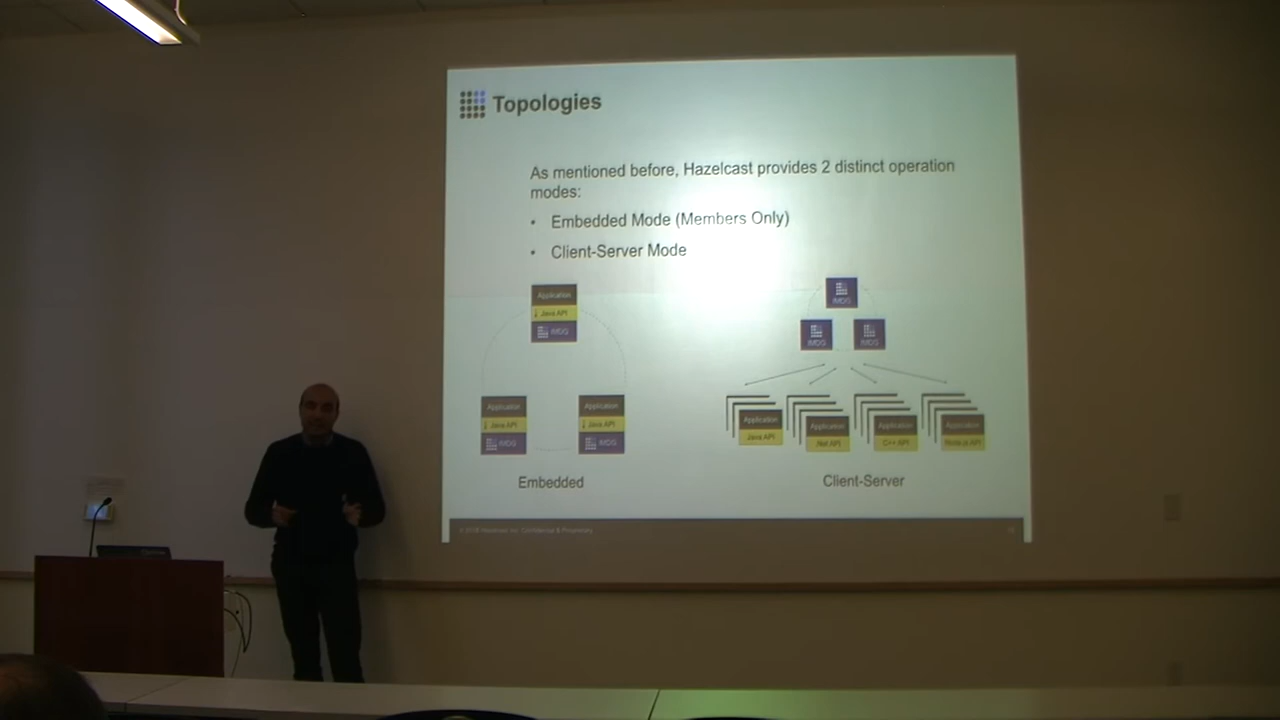 Topologies
As mentioned before, Hazelcast provides 2 distinct operation
modes:
• Embedded Mode (Members Only)
• Client-Server Mode
Application
Java API
IMDG
Application
Java API
IMDG
Application
Java API
IMDG
Embedded
IMDG
IMDG
IMDG
Application
Java API
Application
.Net API
Application
C++ API
Application
Node.js API
Client-Server